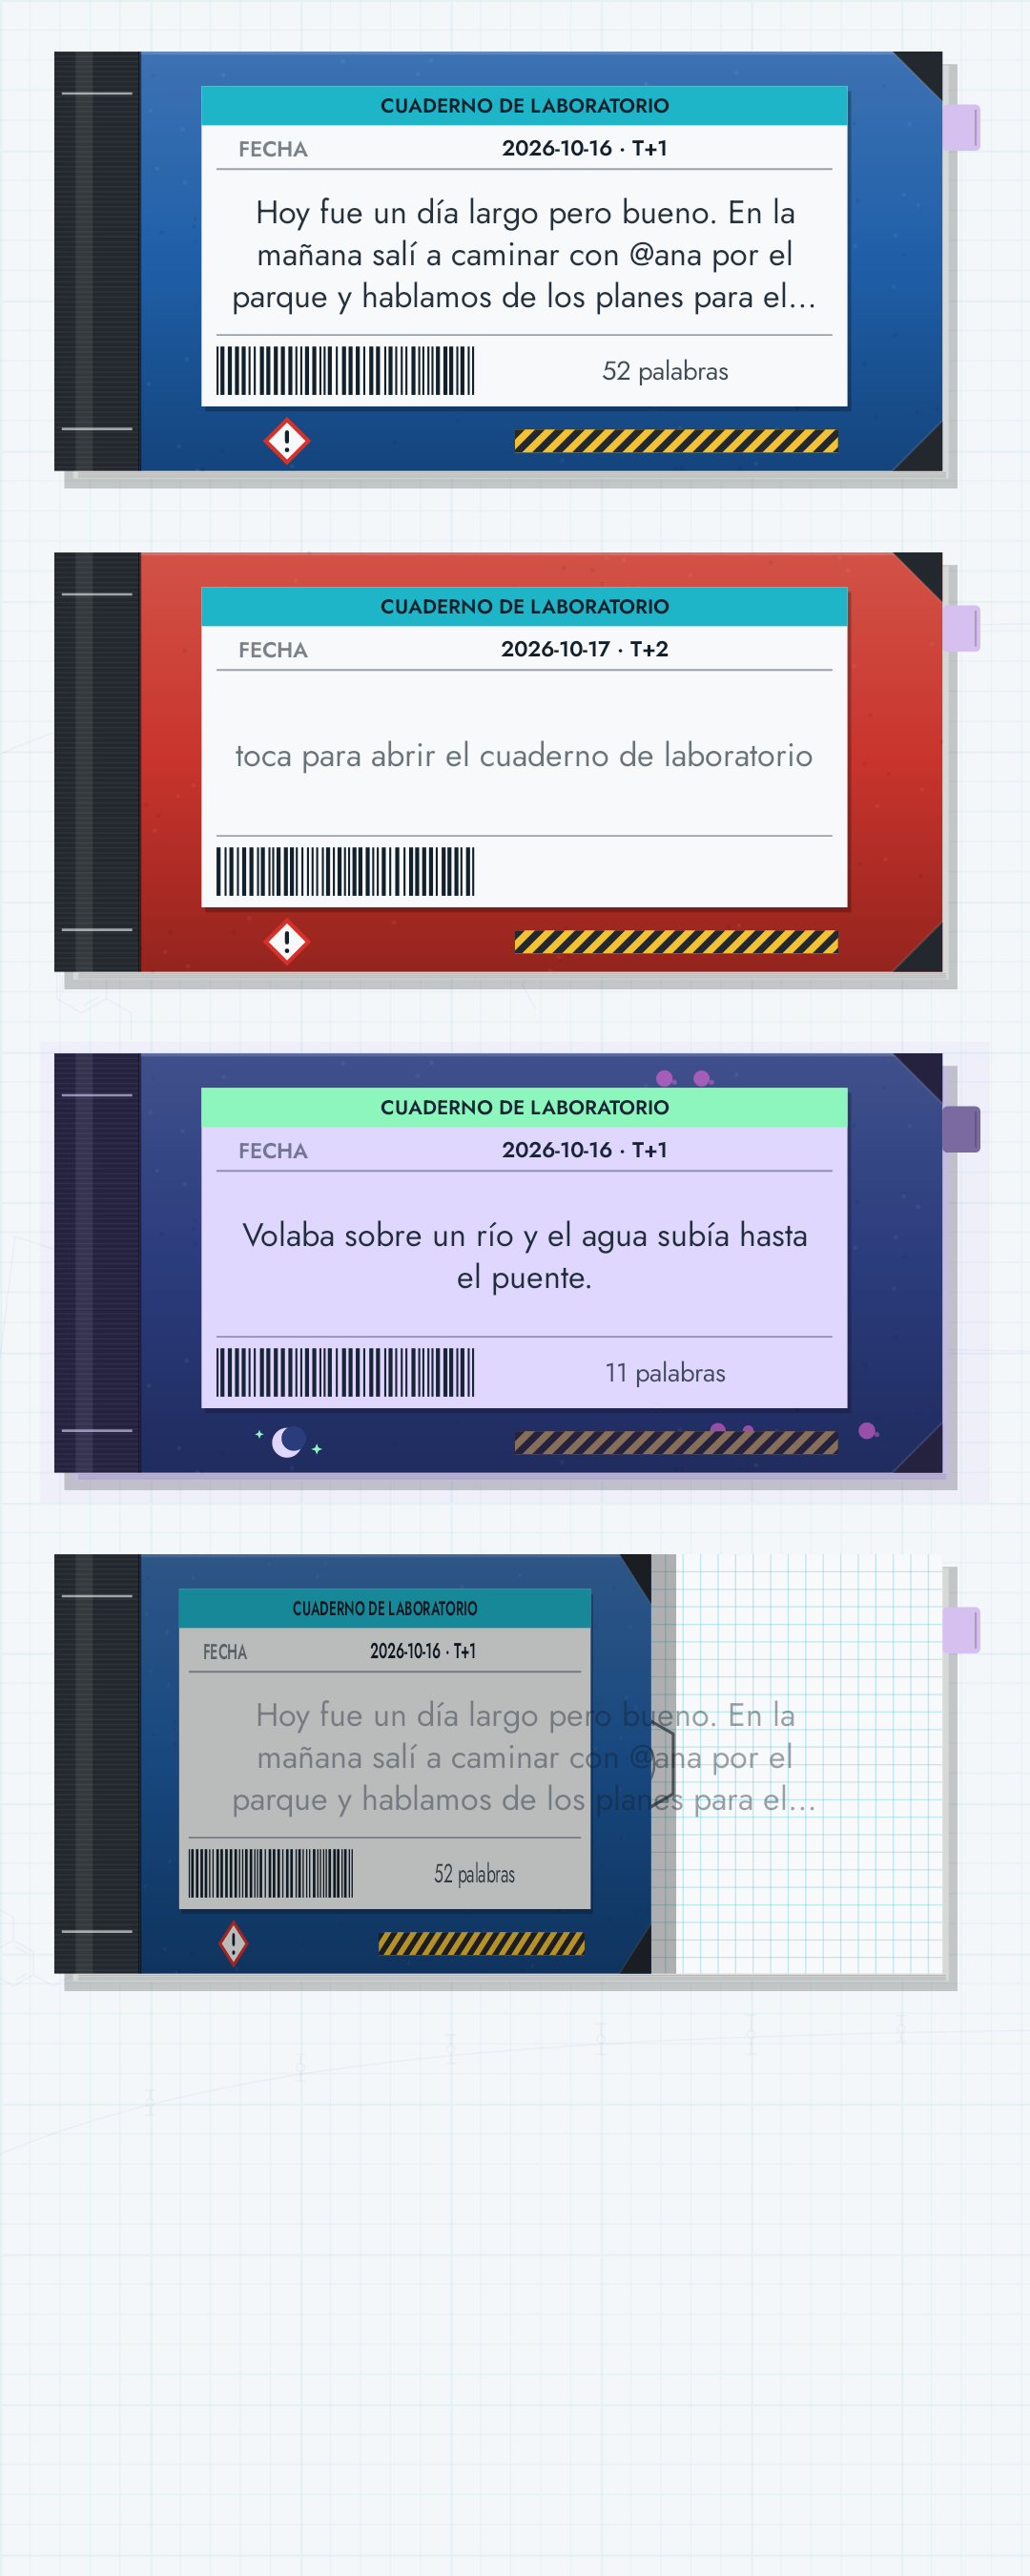 CUADERNO DE LABORATORIO
FECHA 2026-10-16 · T+1
Hoy fue un día largo pero bueno. En la
mañana salí a caminar con @ana por el
parque y hablamos de los planes para el...
52 palabras
CUADERNO DE LABORATORIO
FECHA 2026-10-17 · T+2
toca para abrir el cuaderno de laboratorio
CUADERNO DE LABORATORIO
FECHA 2026-10-16 · T+1
Volaba sobre un río y el agua subía hasta
el puente.
11 palabras
CUADERNO DE LABORATORIO
FECHA 2026-10-16 · T+1
Hoy fue un día largo pero bueno. En la
mañana salí a caminar con @ana por el
parque y hablamos de los planes para el...
52 palabras